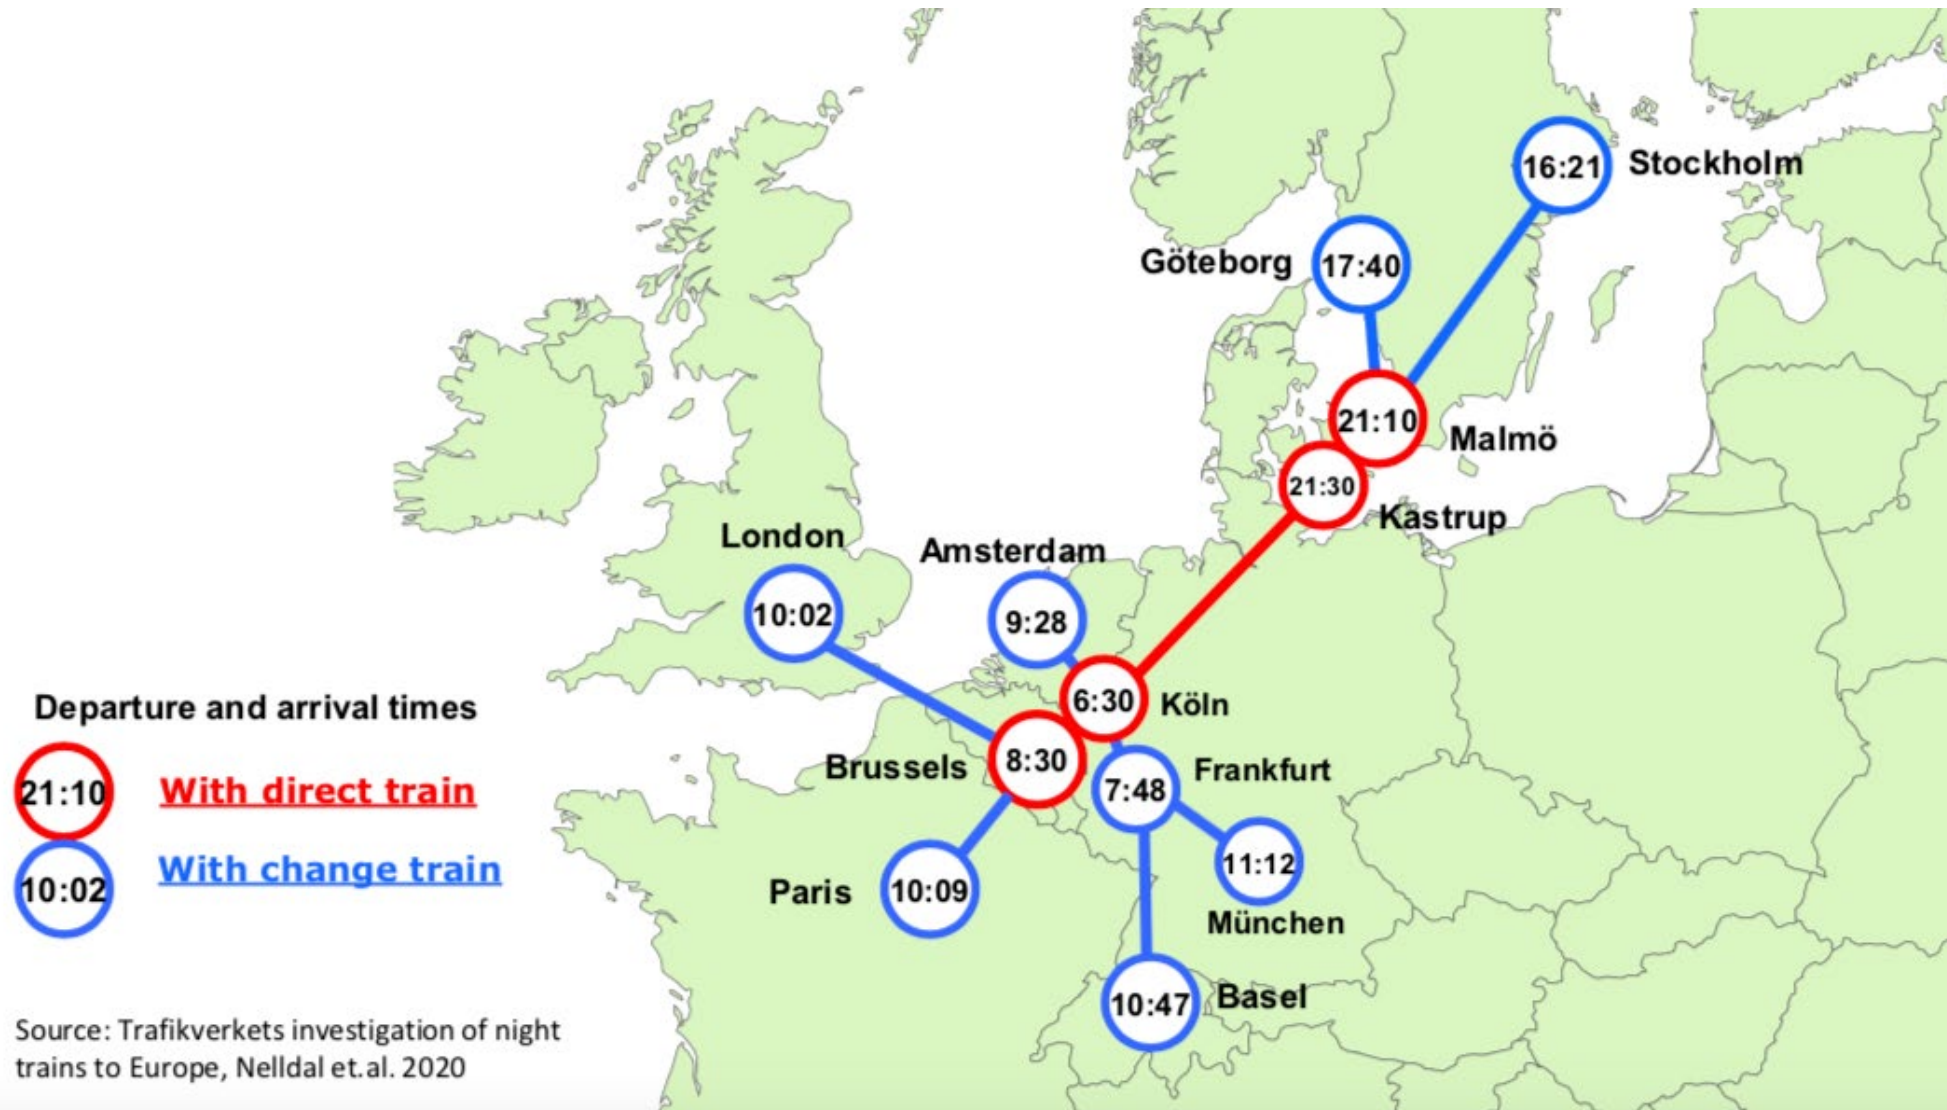 16:21
Stockholm
Göteborg
17:40
21:10
Malmö
21:30
Kastrup
London
Amsterdam
10:02
9:28
6:30
Köln
Departure and arrival times
21:10
With direct train
10:02
With change train
Brussels
8:30
7:48
Frankfurt
11:12
München
Paris
10:09
10:47
Basel
Source: Trafikverkets investigation of night
trains to Europe, Nelldal et.al. 2020